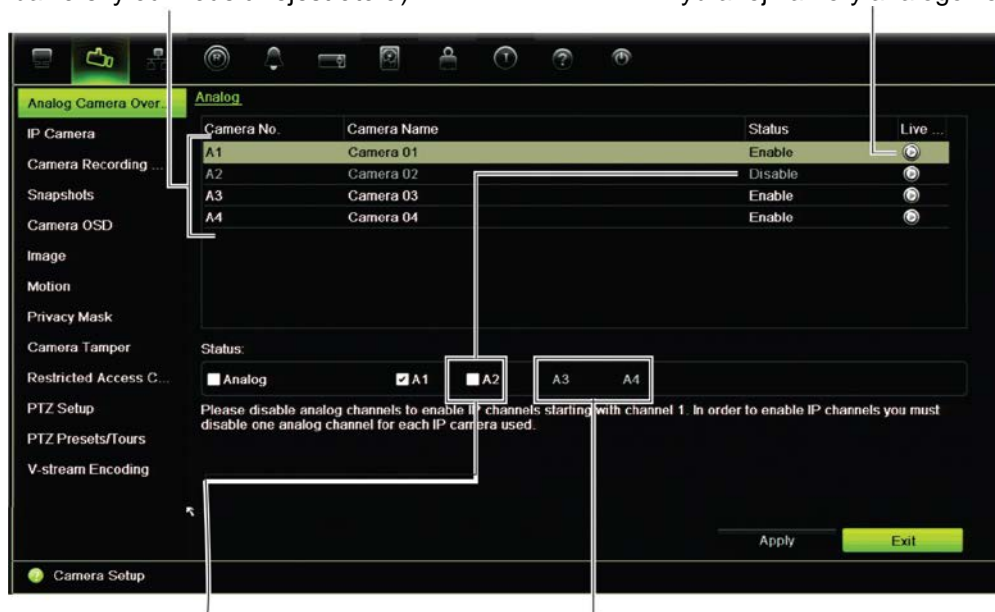 Analog Camera Over...
IP Camera
Camera Recording ...
Snapshots
Camera OSD
Image
Motion
Privacy Mask
Camera Tamper
Restricted Access C...
PTZ Setup
PTZ Presets/Tours
V-stream Encoding
Analog
Camera No. Camera Name Status Live ...
A1 Camera 01 Enable
A2 Camera 02 Disable
A3 Camera 03 Enable
A4 Camera 04 Enable
Status:
Analog A1 A2 A3 A4
Please disable analog channels to enable IP channels starting with channel 1. In order to enable IP channels you must
disable one analog channel for each IP camera used.
Apply Exit
Camera Setup